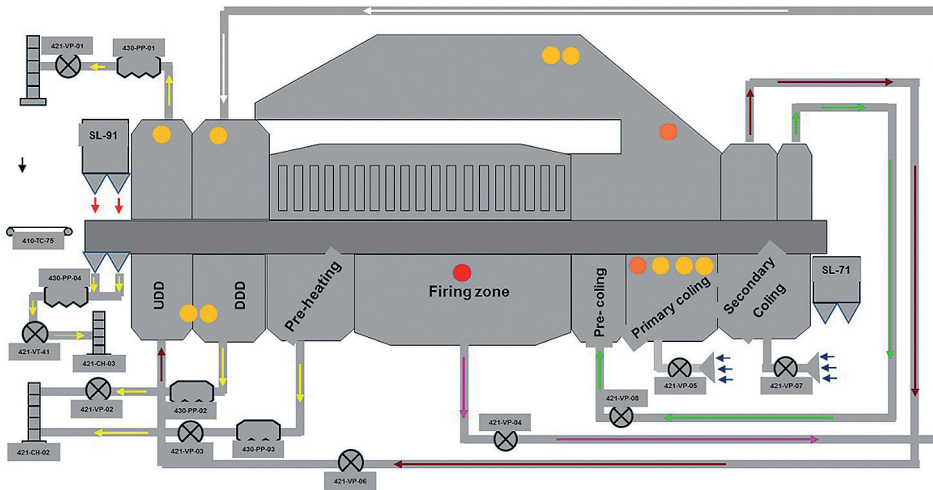 421-VP-01
430-PP-01
SL-91
410-TC-75
430-PP-04
421-VT-41
421-CH-03
UDD
DDD
Pre-heating
Firing zone
Pre- coling
Primary coling
Secondary
Coling
SL-71
421-VP-05
421-VP-07
421-VP-02
430-PP-02
421-VP-08
421-CH-02
421-VP-03
430-PP-03
421-VP-04
421-VP-06